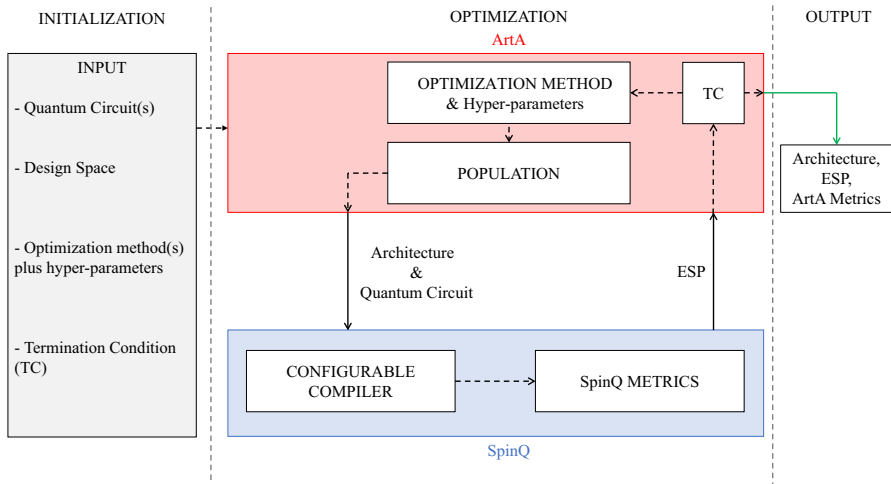 INITIALIZATION
INPUT
- Quantum Circuit(s)
- Design Space
- Optimization method(s)
plus hyper-parameters
- Termination Condition
(TC)
OPTIMIZATION
ArtA
OPTIMIZATION METHOD
& Hyper-parameters
TC
POPULATION
Architecture
&
Quantum Circuit
ESP
CONFIGURABLE
COMPILER
SpinQ METRICS
SpinQ
OUTPUT
Architecture,
ESP,
ArtA Metrics